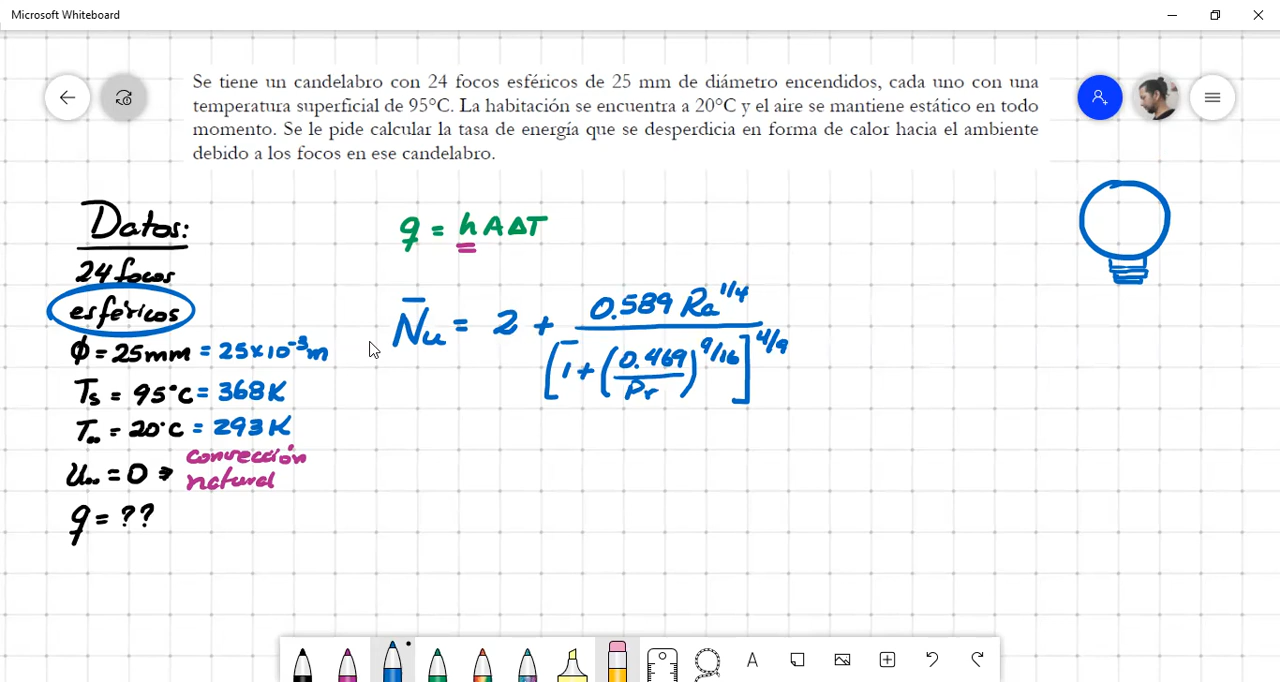 Microsoft Whiteboard
Se tiene un candelabro con 24 focos esféricos de 25 mm de diámetro encendidos, cada uno con una
temperatura superficial de 95°C. La habitación se encuentra a 20°C y el aire se mantiene estático en todo
momento. Se le pide calcular la tasa de energía que se desperdicia en forma de calor hacia el ambiente
debido a los focos en ese candelabro.
Datos:
24 focos
esféricos
ϕ = 25mm = 25×10⁻³m
Ts = 95°C = 368K
T∞ = 20°C = 293K
U∞ = 0 → convección natural
q = ??
q = hAΔT
N̄u = 2 + 0.589 Ra^1/4 / [1 + (0.469/Pr)^9/16]^4/9
A